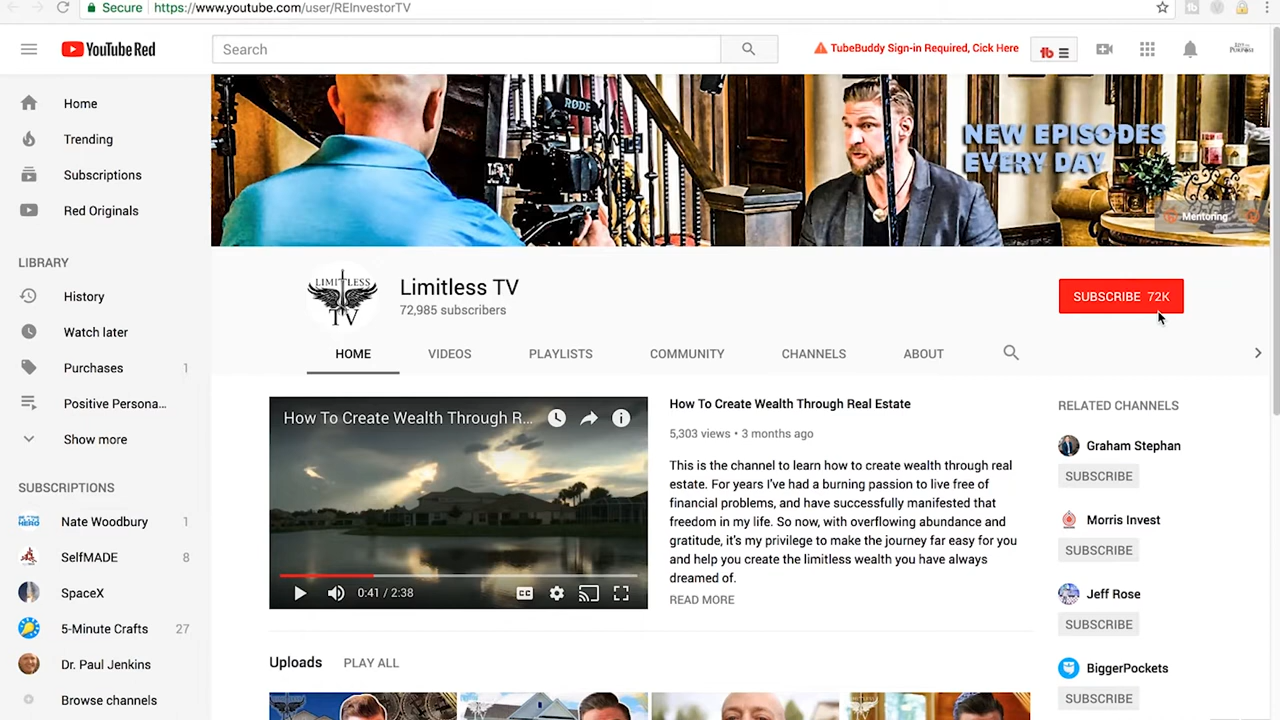 Secure https://www.youtube.com/user/REInvestorTV
YouTube Red
Search
TubeBuddy Sign-in Required, Cick Here
tb
RØDE
NEW EPISODES
EVERY DAY
Mentoring
Home
Trending
Subscriptions
Red Originals
LIBRARY
History
Watch later
Purchases 1
Positive Persona...
Show more
SUBSCRIPTIONS
Nate Woodbury 1
SelfMADE 8
SpaceX
5-Minute Crafts 27
Dr. Paul Jenkins
Browse channels
LIMITLESS
TV
Limitless TV
72,985 subscribers
SUBSCRIBE 72K
HOME VIDEOS PLAYLISTS COMMUNITY CHANNELS ABOUT
How To Create Wealth Through R...
0:41 / 2:38
CC
How To Create Wealth Through Real Estate
5,303 views • 3 months ago
This is the channel to learn how to create wealth through real
estate. For years I've had a burning passion to live free of
financial problems, and have successfully manifested that
freedom in my life. So now, with overflowing abundance and
gratitude, it's my privilege to make the journey far easy for you
and help you create the limitless wealth you have always
dreamed of.
READ MORE
Uploads PLAY ALL
RELATED CHANNELS
Graham Stephan
SUBSCRIBE
Morris Invest
SUBSCRIBE
Jeff Rose
SUBSCRIBE
BiggerPockets
SUBSCRIBE